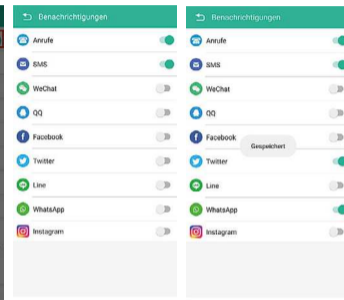 Benachrichtigungen
Anrufe
SMS
WeChat
QQ
Facebook
Twitter
Line
WhatsApp
Instagram
Benachrichtigungen
Anrufe
SMS
WeChat
QQ
Facebook
Gespeichert
Twitter
Line
WhatsApp
Instagram